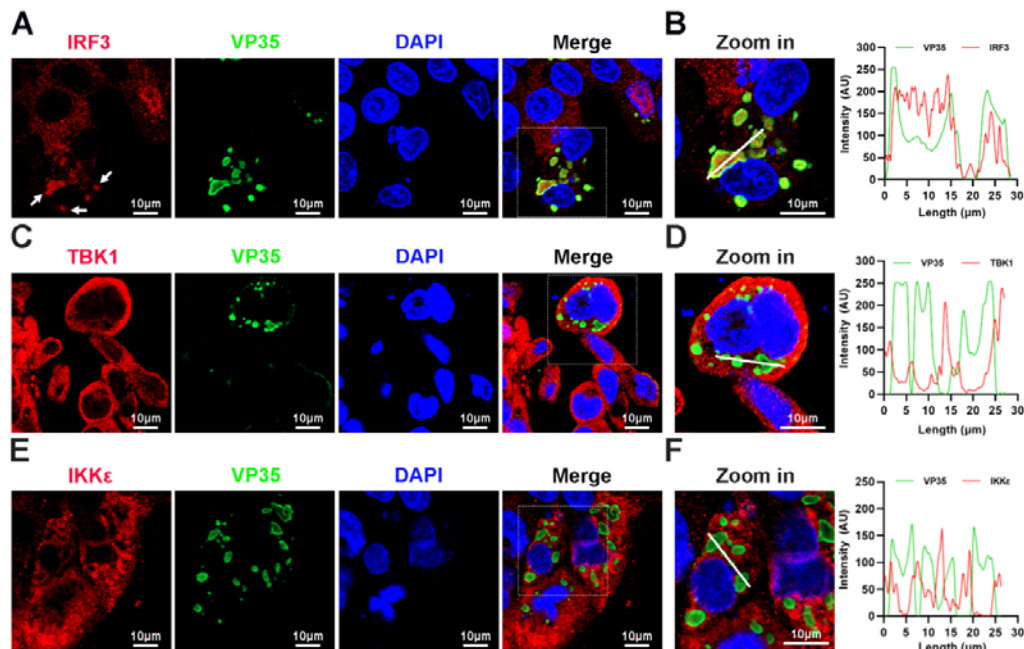 A
IRF3 VP35 DAPI Merge
10μm 10μm 10μm 10μm
B
Zoom in
10μm
VP35 IRF3
Intensity (AU)
300
250
200
150
100
50
0
0 5 10 15 20 25 30
Length (μm)
C
TBK1 VP35 DAPI Merge
10μm 10μm 10μm 10μm
D
Zoom in
10μm
VP35 TBK1
Intensity (AU)
300
250
200
150
100
50
0
0 5 10 15 20 25 30
Length (μm)
E
IKKε VP35 DAPI Merge
10μm 10μm 10μm 10μm
F
Zoom in
10μm
VP35 IKKε
Intensity (AU)
250
200
150
100
50
0
0 5 10 15 20 25 30
Length (μm)